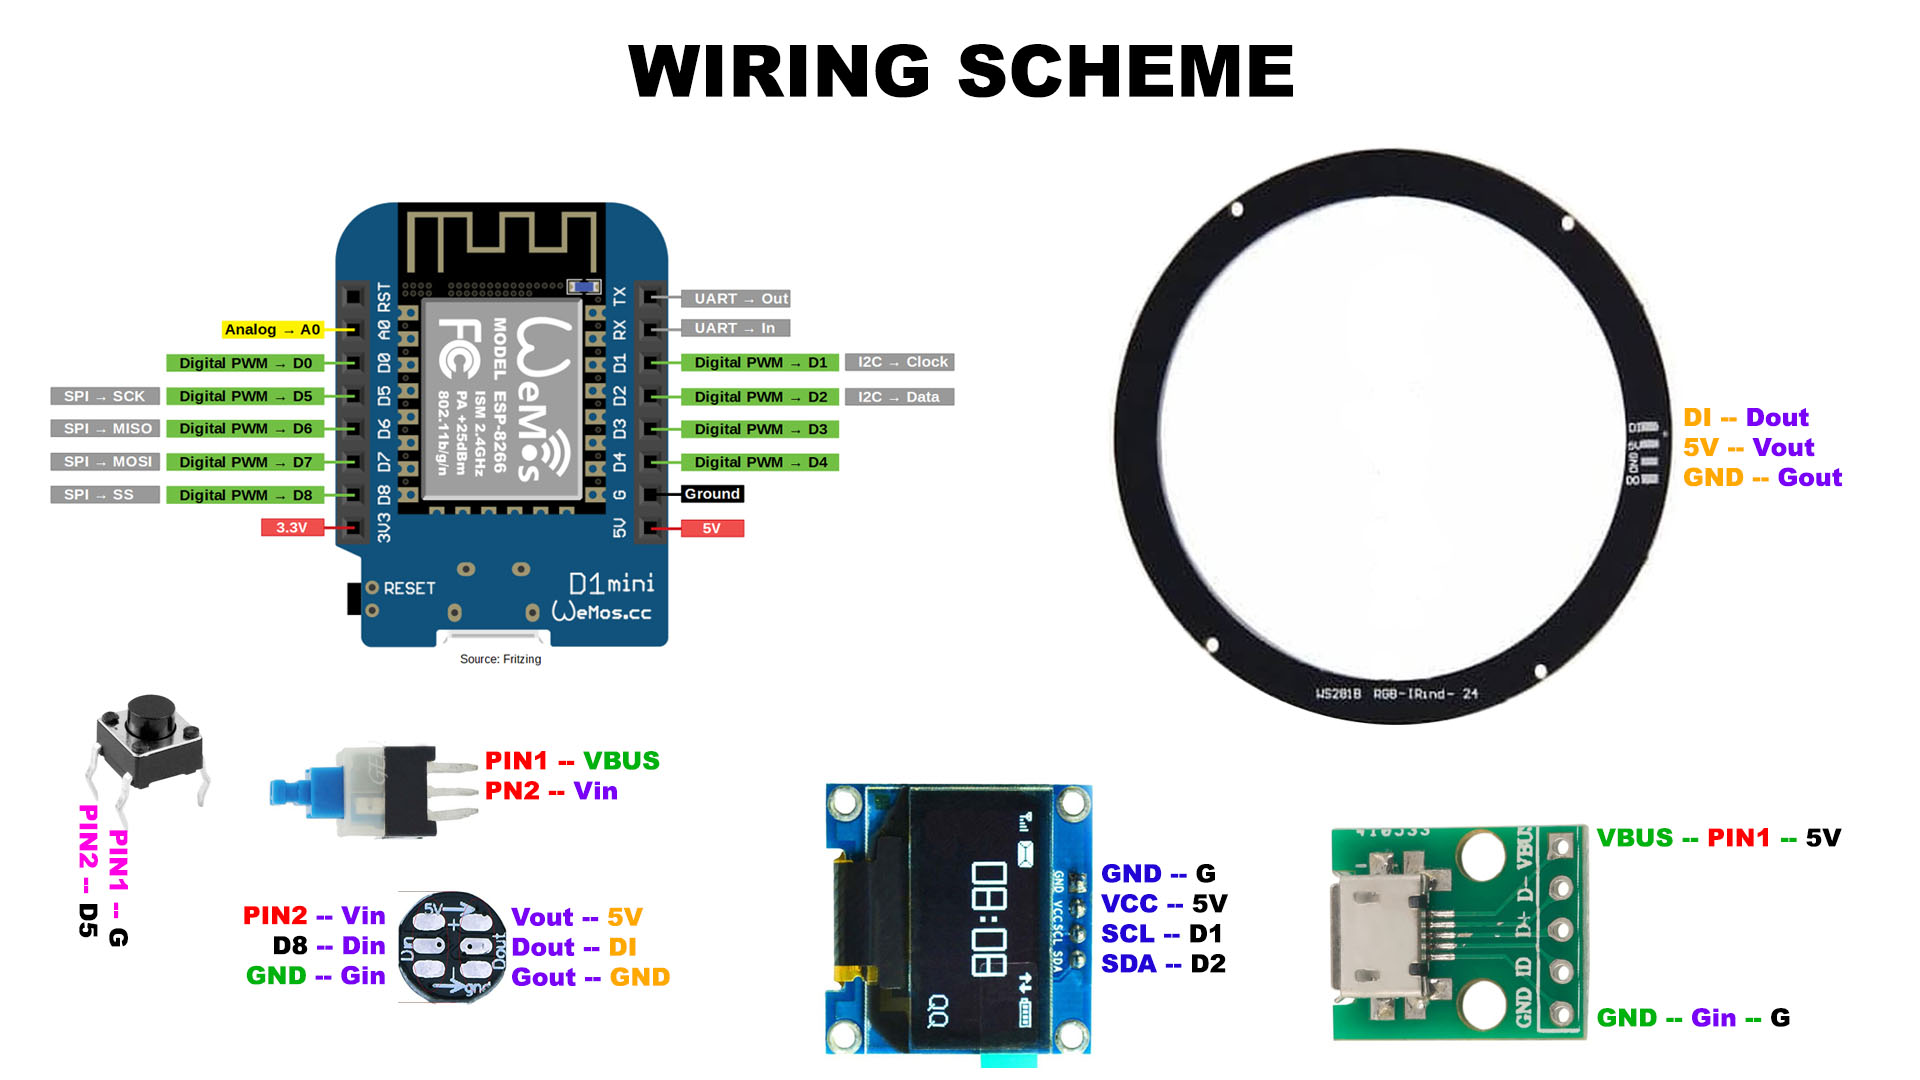 WIRING SCHEME
RST
A0
D0
D5
D6
D7
D8
3V3
TX
RX
D1
D2
D3
D4
G
5V
Analog → A0
Digital PWM → D0
SPI → SCK
Digital PWM → D5
SPI → MISO
Digital PWM → D6
SPI → MOSI
Digital PWM → D7
SPI → SS
Digital PWM → D8
3.3V
UART → Out
UART → In
Digital PWM → D1
I2C → Clock
Digital PWM → D2
I2C → Data
Digital PWM → D3
Digital PWM → D4
Ground
5V
WeMos
FC
MODEL ESP-8266
ISM 2.4GHz
PA +25dBm
802.11b/g/n
RESET
D1mini
WeMos.cc
Source: Fritzing
DI
5V
GND
DO
DI -- Dout
5V -- Vout
GND -- Gout
WS281B RGB-IRind- 24
PIN2 -- D5
PIN1 -- G
PIN1 -- VBUS
PN2 -- Vin
PIN2 -- Vin
D8 -- Din
GND -- Gin
5V
+
Din
Dout
gnd
Vout -- 5V
Dout -- DI
Gout -- GND
08:08
QQ
GND VCC SCL SDA
GND -- G
VCC -- 5V
SCL -- D1
SDA -- D2
VBUS
D-
D+
ID
GND
VBUS -- PIN1 -- 5V
GND -- Gin -- G